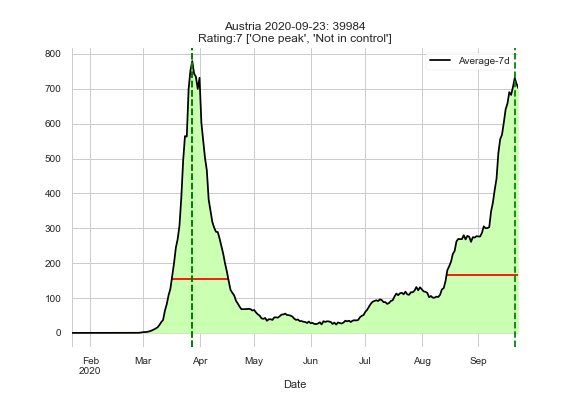 Austria 2020-09-23: 39984
Rating:7 ['One peak', 'Not in control']
Average-7d
800
700
600
500
400
300
200
100
0
Feb Mar Apr May Jun Jul Aug Sep
2020
Date